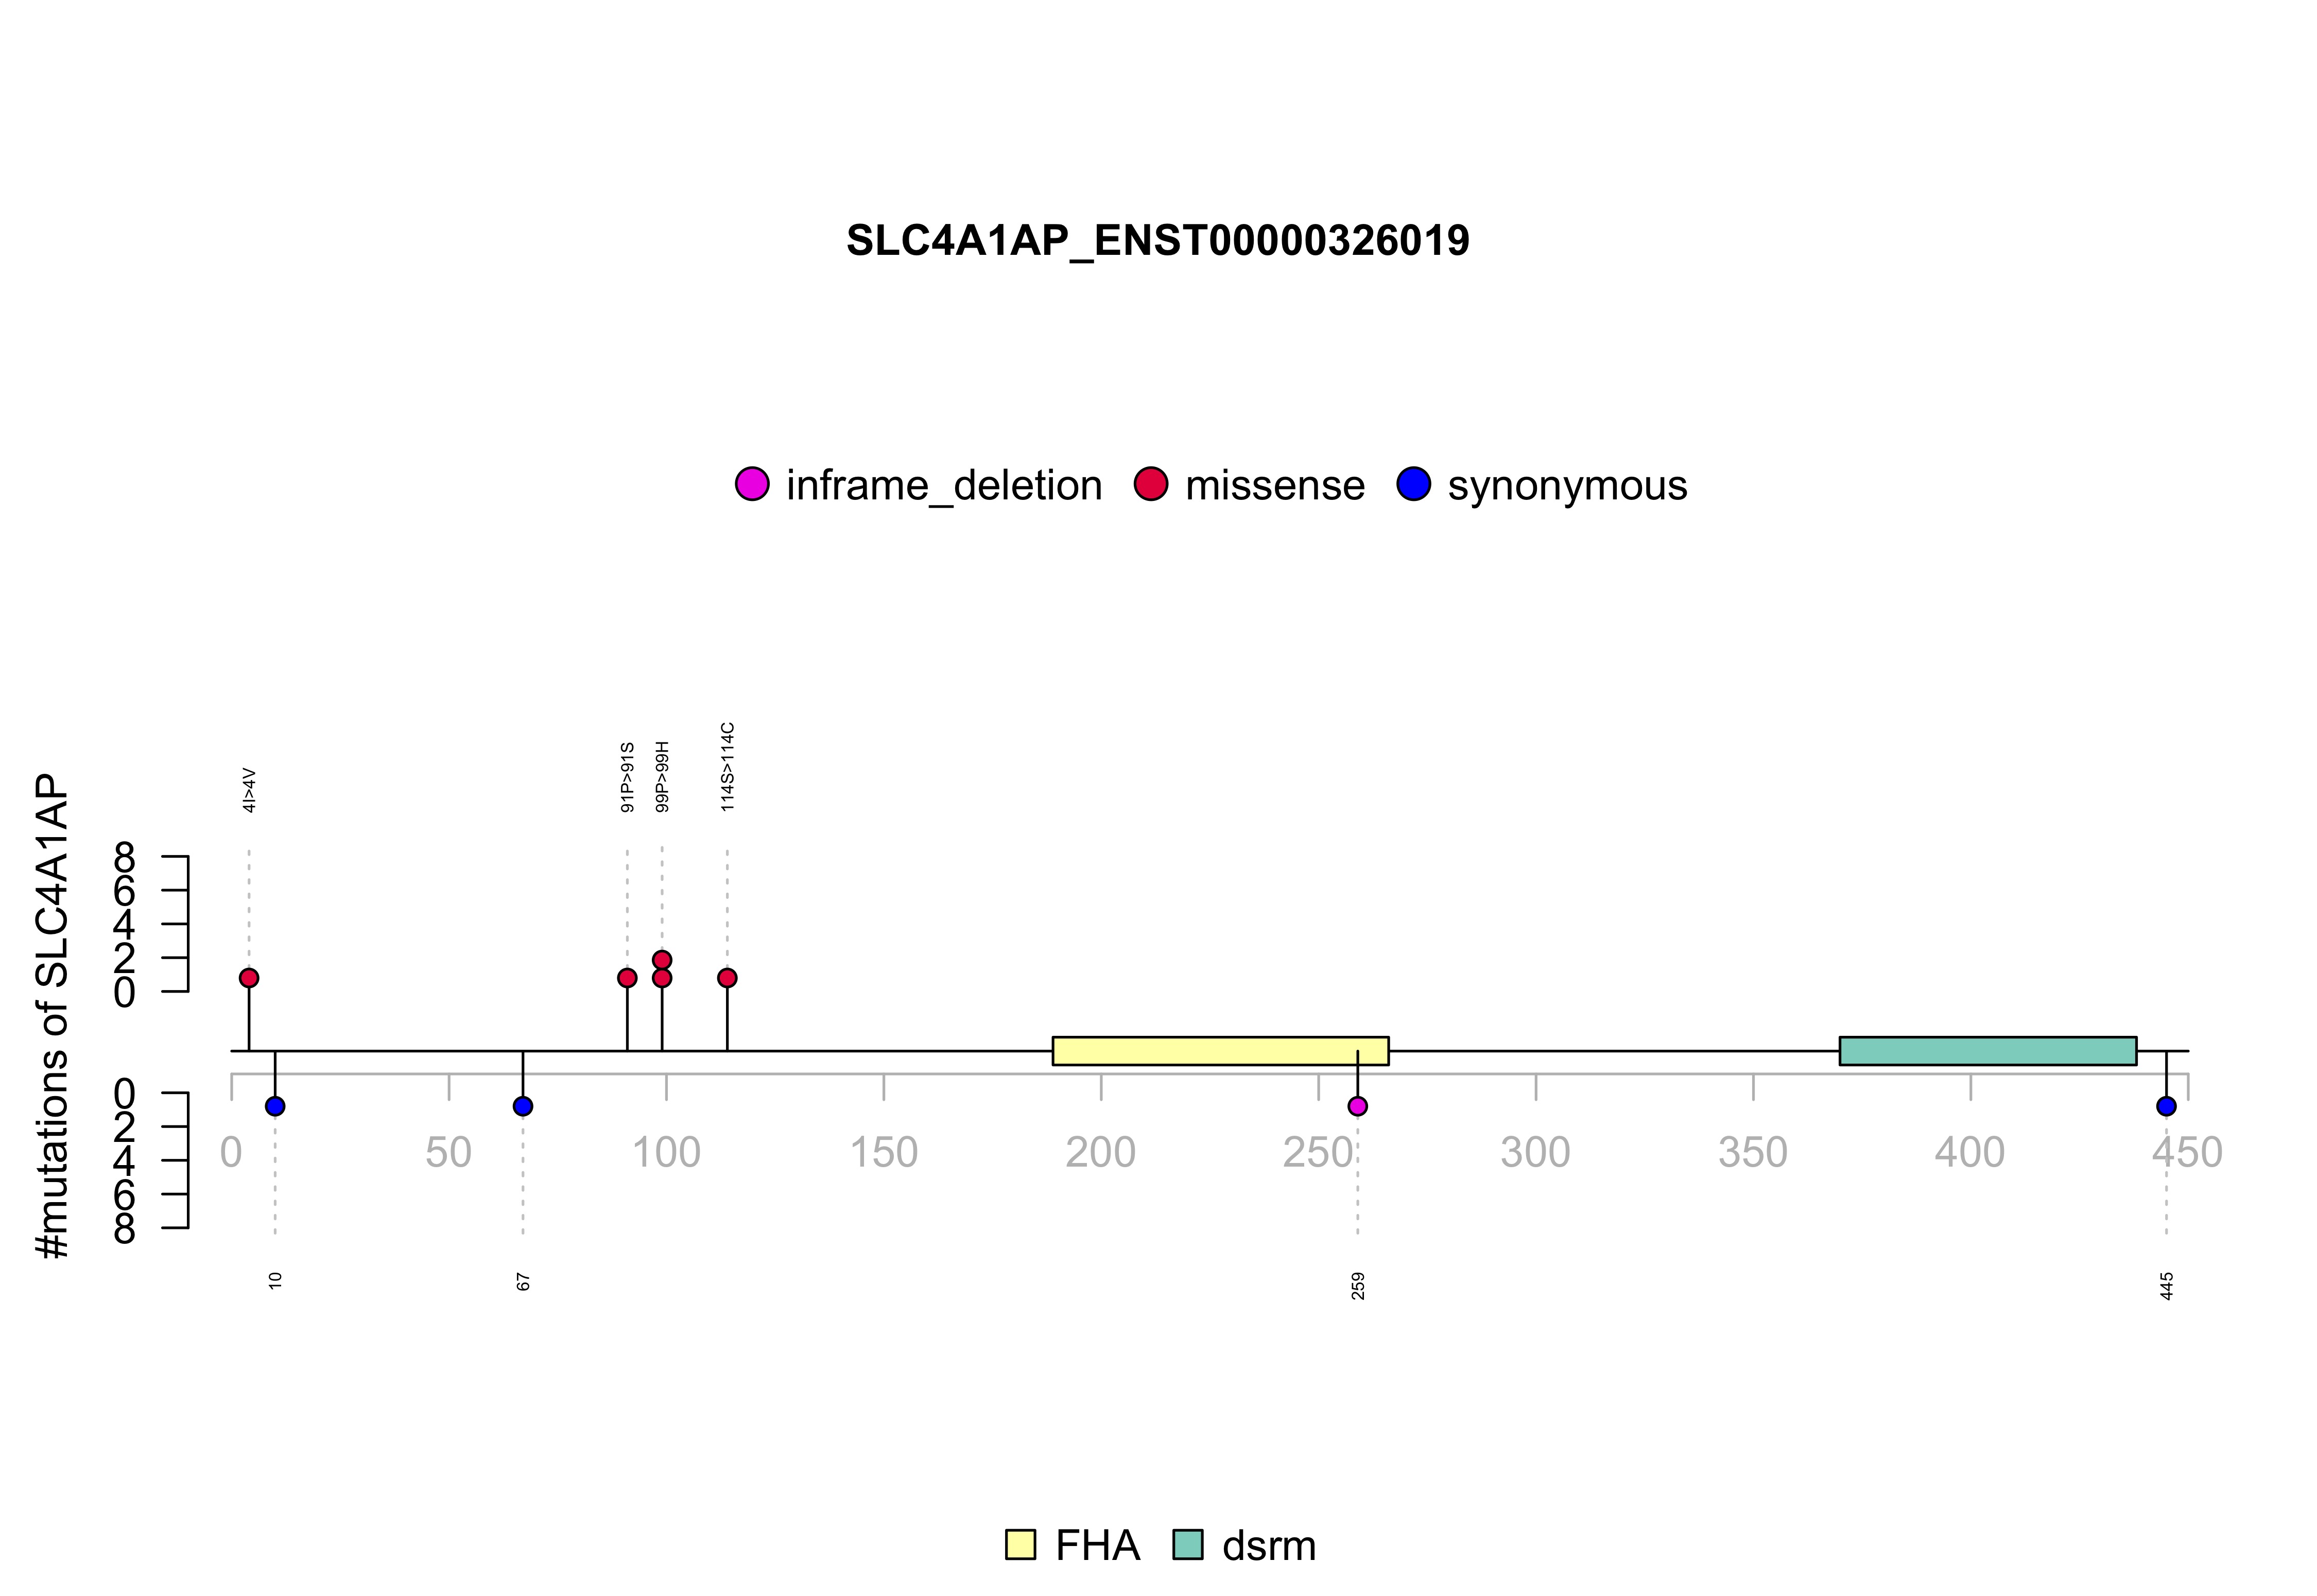 SLC4A1AP_ENST00000326019
inframe_deletion missense synonymous
4I>4V 91P>91S 99P>99H 114S>114C
#mutations of SLC4A1AP
8
6
4
2
0
0
2
4
6
8
0 50 100 150 200 250 300 350 400 450
10 67 259 445
FHA dsrm